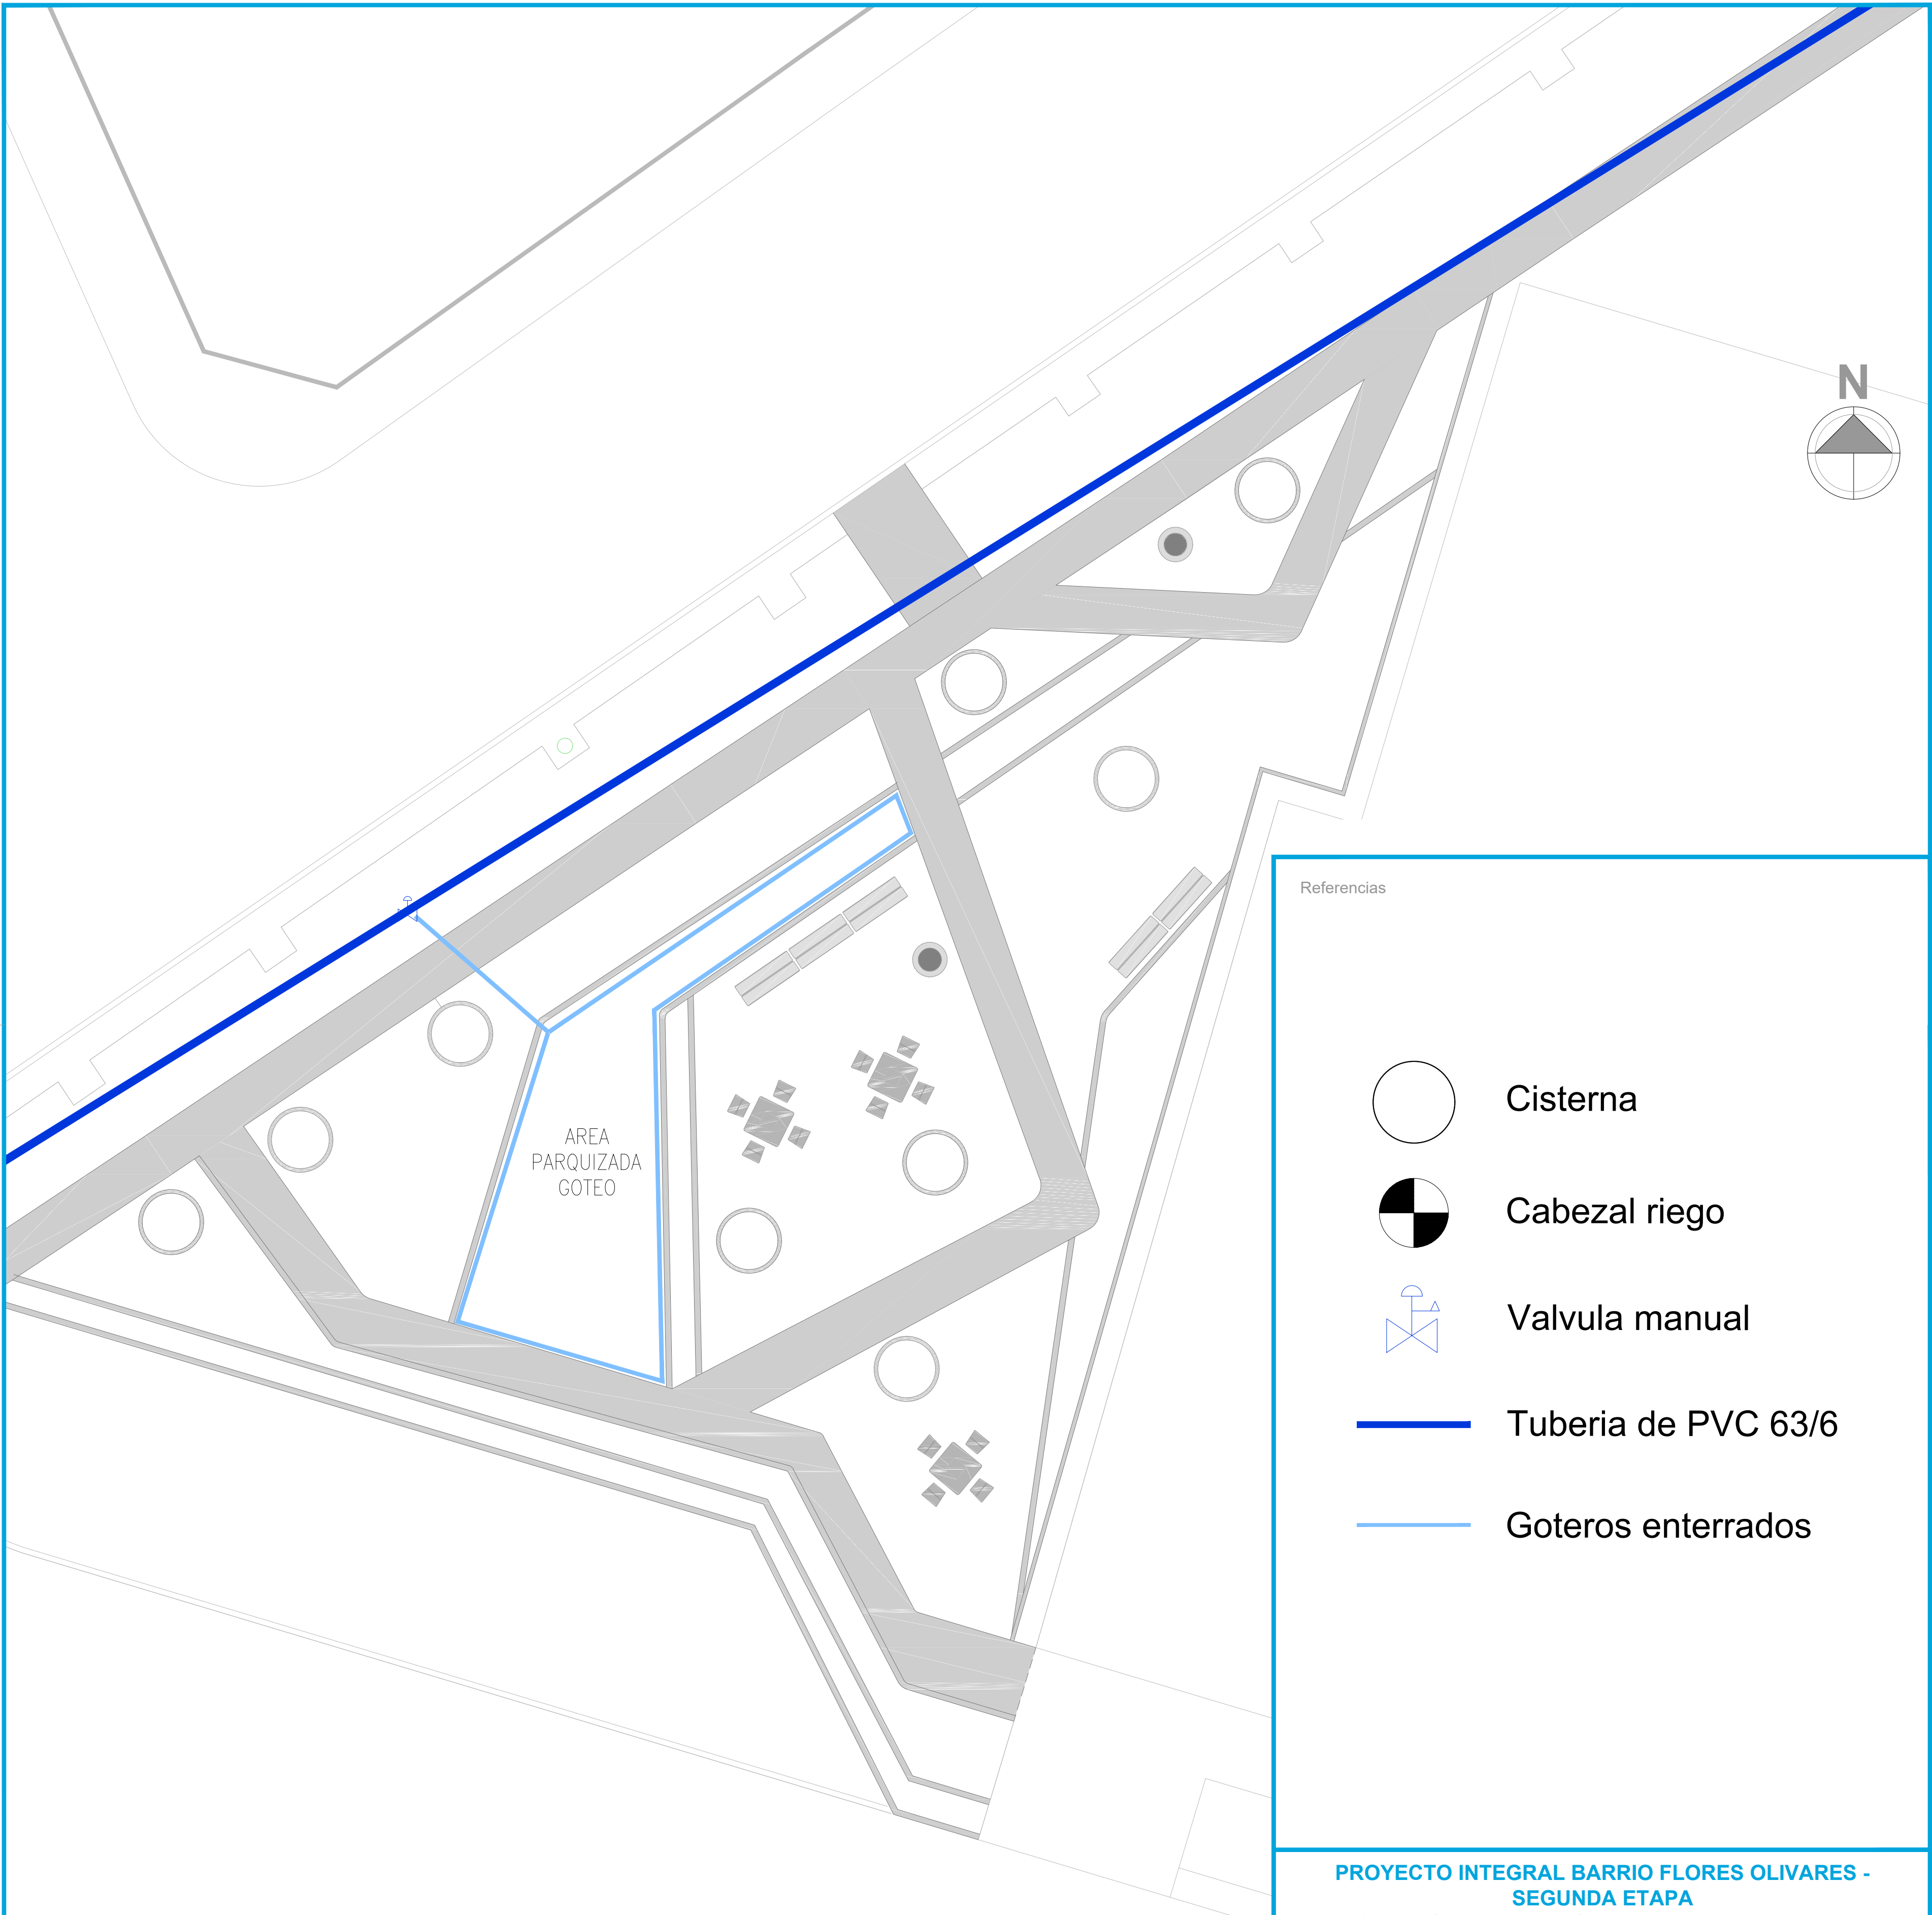 N
Referencias
AREA
PARQUIZADA
GOTEO
Cisterna
Cabezal riego
Valvula manual
Tuberia de PVC 63/6
Goteros enterrados
PROYECTO INTEGRAL BARRIO FLORES OLIVARES -
SEGUNDA ETAPA